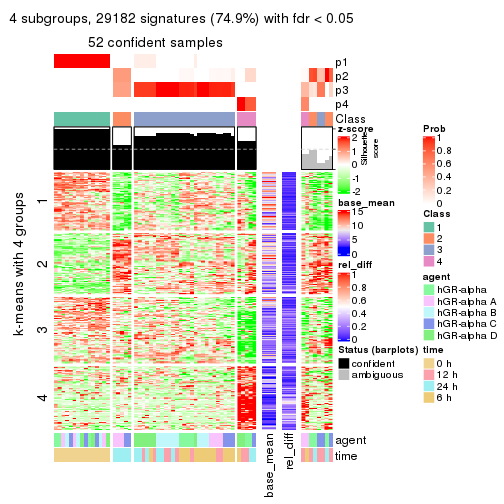 4 subgroups, 29182 signatures (74.9%) with fdr < 0.05
52 confident samples
p1
p2
p3
p4
Class
Silhouette
score
1
2
3
4
k-means with 4 groups
agent
time
base_mean
rel_diff
z-score
2
1
0
-1
-2
base_mean
15
10
5
0
rel_diff
1
0.8
0.6
0.4
0.2
0
Status (barplots)
confident
ambiguous
Prob
1
0.8
0.6
0.4
0.2
0
Class
1
2
3
4
agent
hGR-alpha
hGR-alpha A
hGR-alpha B
hGR-alpha C
hGR-alpha D
time
0 h
12 h
24 h
6 h